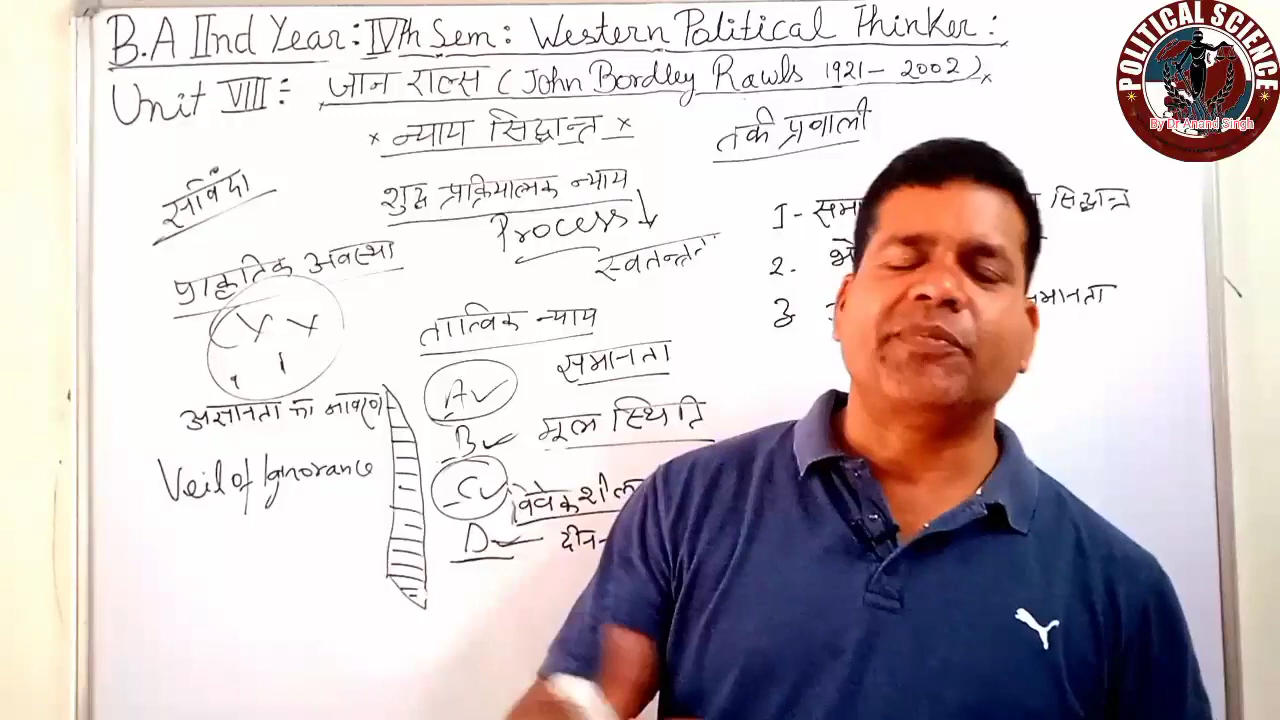 B.A IInd Year: IVth Sem: Western Political Thinker:
Unit VIII: जान राल्स (John Bordley Rawls 1921-2002)
× न्याय सिद्धान्त ×
तर्क प्रणाली
संविदा
शुद्ध प्रक्रियात्मक न्याय
Process
स्वतन्त्रता
प्राकृतिक अवस्था
तात्विक न्याय
समानता
A
B
मूल स्थिति
C
D
विवेकशील
अज्ञानता का आवरण
Veil of Ignorance
1- सिद्धान्त
2.
3
समानता
POLITICAL SCIENCE
By Dr Anand Singh
PUMA